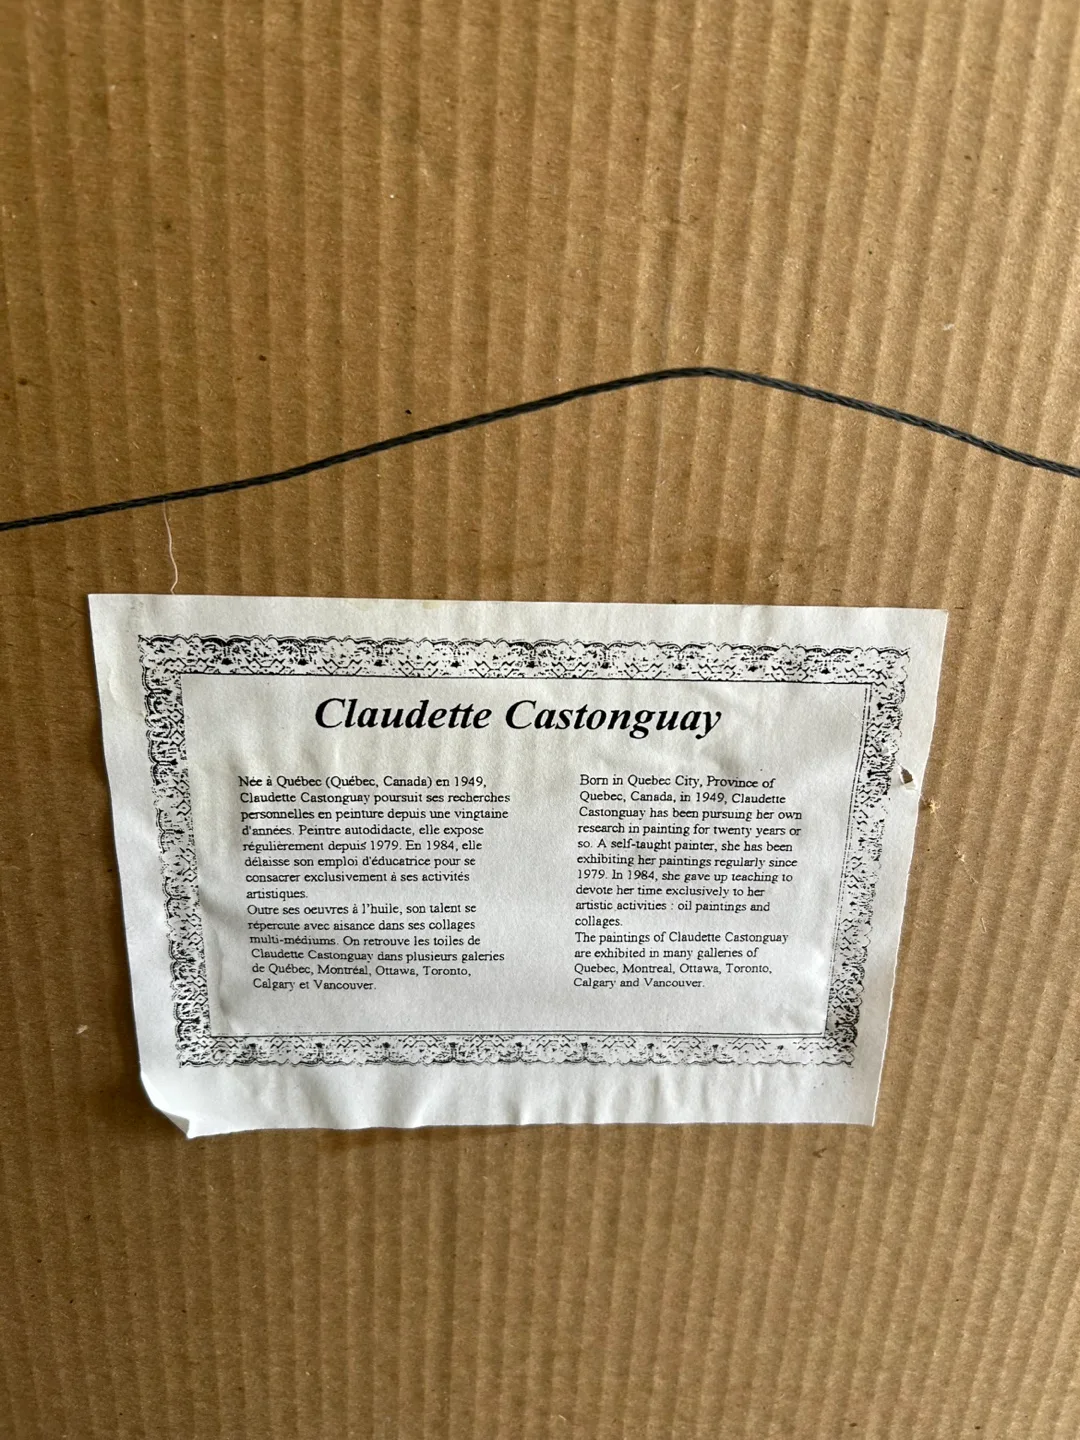 Claudette Castonguay
Née à Québec (Québec, Canada) en 1949,
Claudette Castonguay poursuit ses recherches
personnelles en peinture depuis une vingtaine
d'années. Peintre autodidacte, elle expose
régulièrement depuis 1979. En 1984, elle
délaisse son emploi d'éducatrice pour se
consacrer exclusivement à ses activités
artistiques.
Outre ses oeuvres à l'huile, son talent se
répercute avec aisance dans ses collages
multi-médiums. On retrouve les toiles de
Claudette Castonguay dans plusieurs galeries
de Québec, Montréal, Ottawa, Toronto,
Calgary et Vancouver.
Born in Quebec City, Province of
Quebec, Canada, in 1949, Claudette
Castonguay has been pursuing her own
research in painting for twenty years or
so. A self-taught painter, she has been
exhibiting her paintings regularly since
1979. In 1984, she gave up teaching to
devote her time exclusively to her
artistic activities : oil paintings and
collages.
The paintings of Claudette Castonguay
are exhibited in many galleries of
Quebec, Montreal, Ottawa, Toronto,
Calgary and Vancouver.